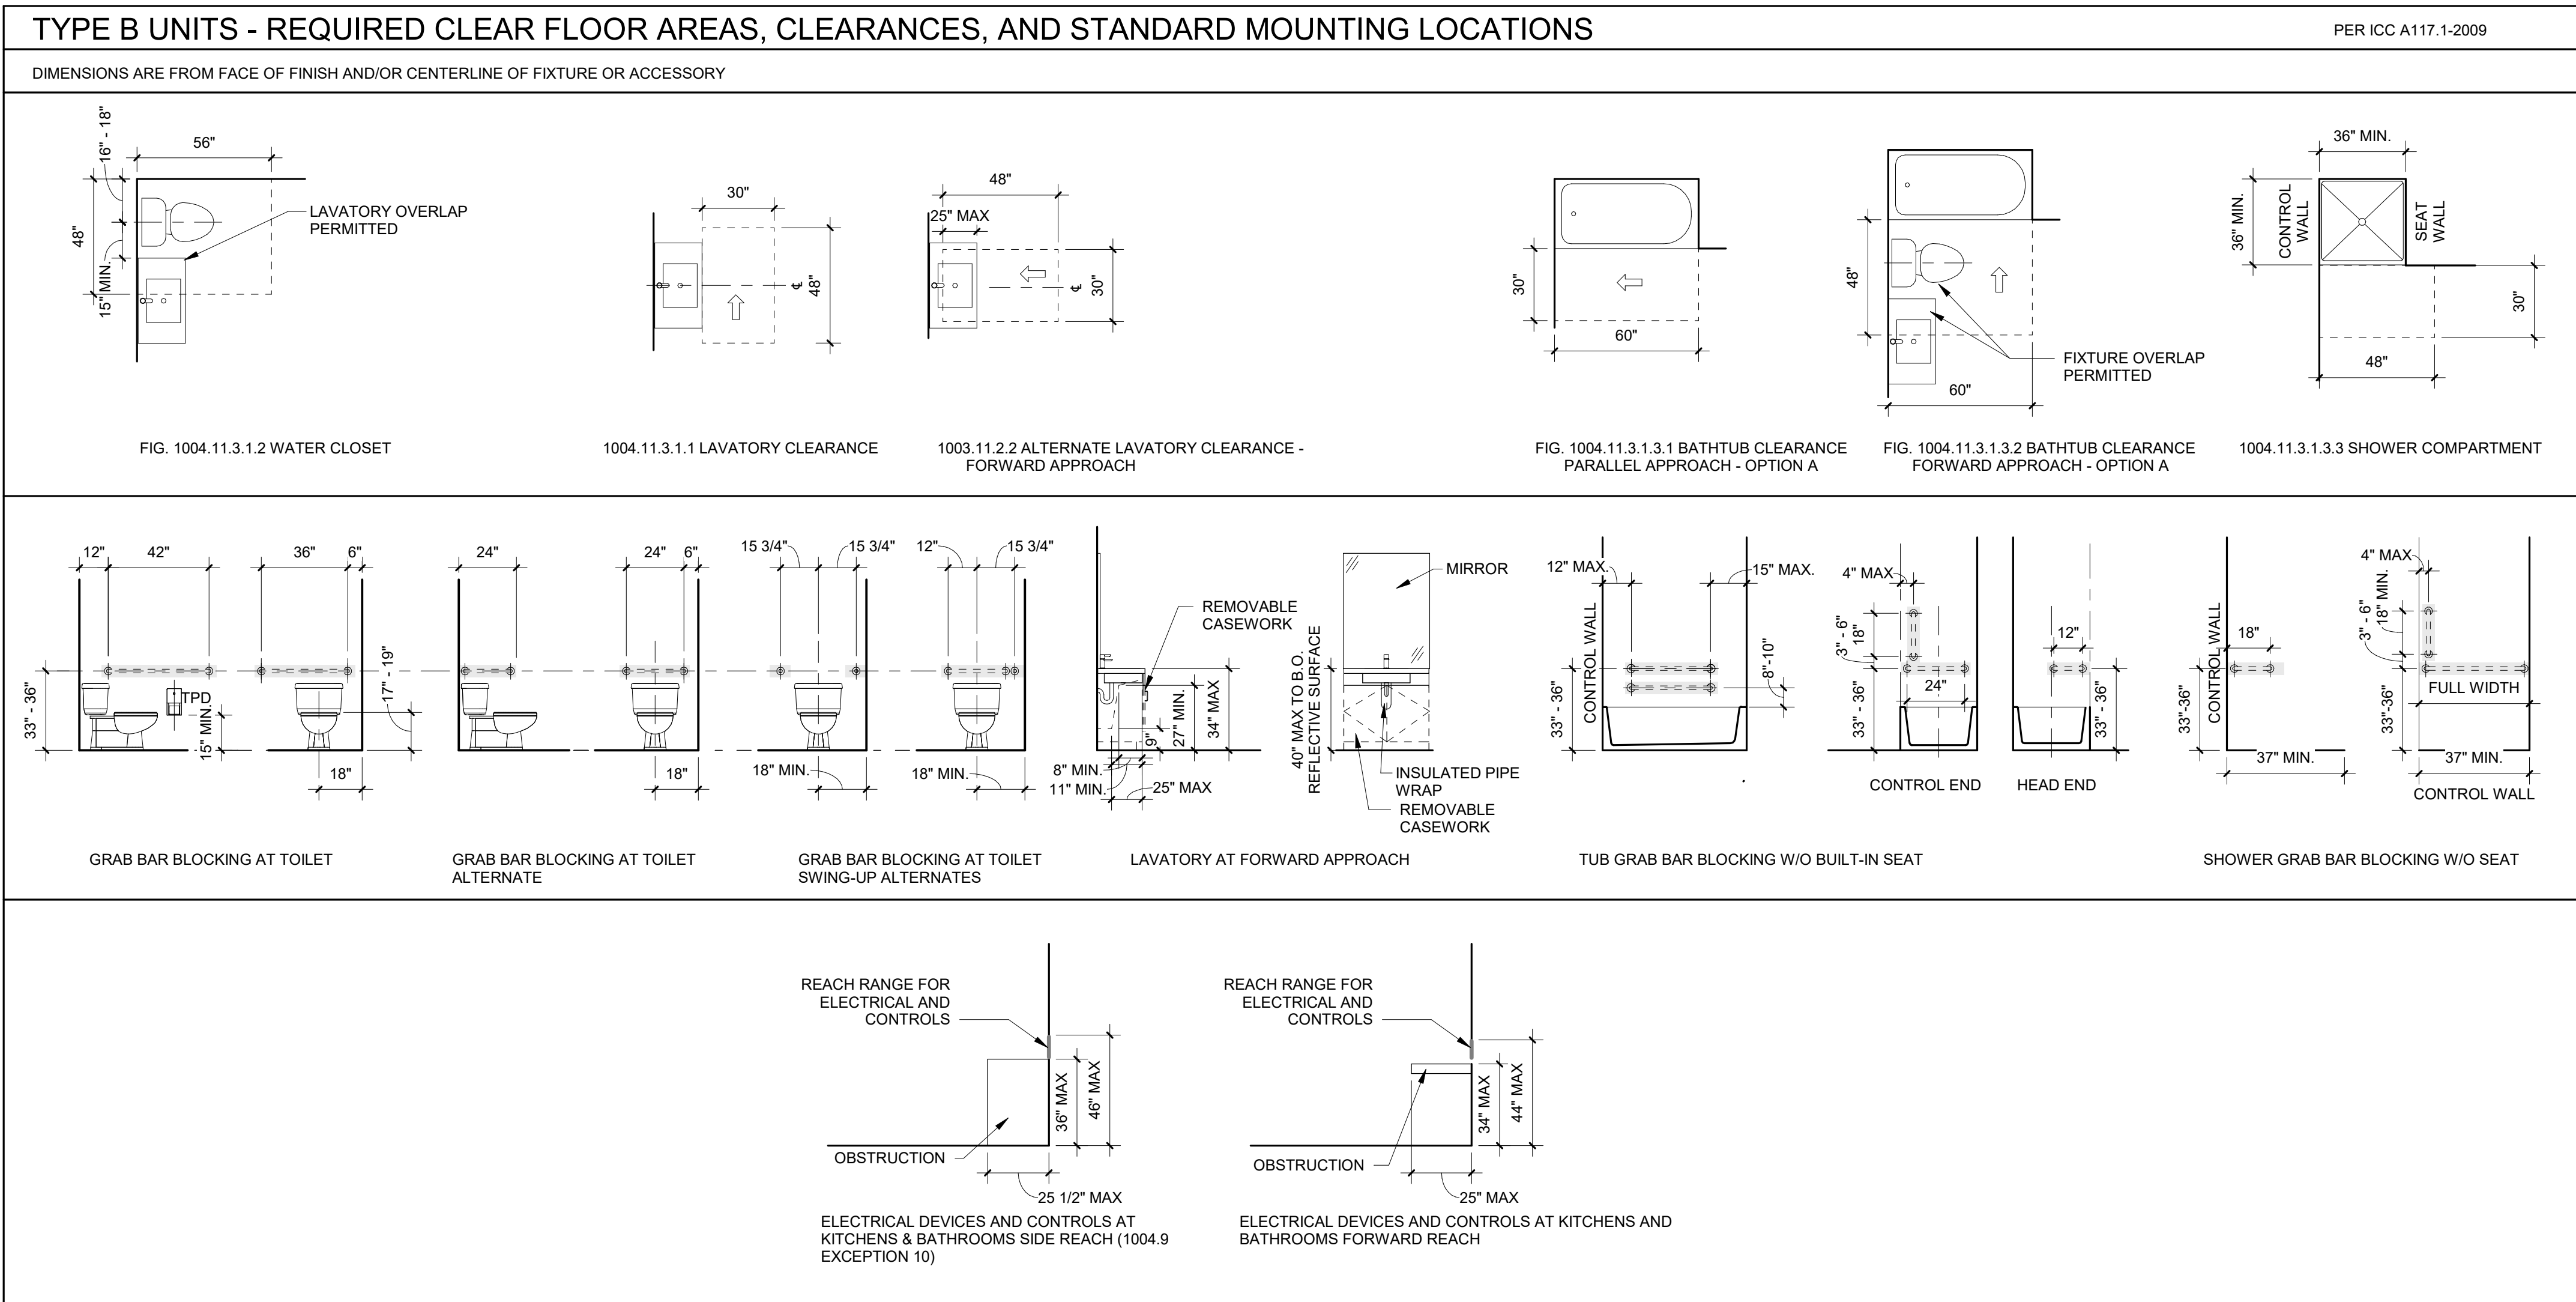 TYPE B UNITS - REQUIRED CLEAR FLOOR AREAS, CLEARANCES, AND STANDARD MOUNTING LOCATIONS
PER ICC A117.1-2009
DIMENSIONS ARE FROM FACE OF FINISH AND/OR CENTERLINE OF FIXTURE OR ACCESSORY
16" - 18"
56"
48"
15" MIN.
LAVATORY OVERLAP
PERMITTED
FIG. 1004.11.3.1.2 WATER CLOSET
30"
℄
48"
1004.11.3.1.1 LAVATORY CLEARANCE
48"
25" MAX
℄
30"
1003.11.2.2 ALTERNATE LAVATORY CLEARANCE -
FORWARD APPROACH
30"
60"
FIG. 1004.11.3.1.3.1 BATHTUB CLEARANCE
PARALLEL APPROACH - OPTION A
48"
60"
FIXTURE OVERLAP
PERMITTED
FIG. 1004.11.3.1.3.2 BATHTUB CLEARANCE
FORWARD APPROACH - OPTION A
36" MIN.
36" MIN.
CONTROL
WALL
SEAT
WALL
30"
48"
1004.11.3.1.3.3 SHOWER COMPARTMENT
12"
42"
36"
6"
33" - 36"
TPD
15" MIN.
17" - 19"
18"
GRAB BAR BLOCKING AT TOILET
24"
24"
6"
18"
GRAB BAR BLOCKING AT TOILET
ALTERNATE
15 3/4"
15 3/4"
12"
15 3/4"
18" MIN.
18" MIN.
GRAB BAR BLOCKING AT TOILET
SWING-UP ALTERNATES
REMOVABLE
CASEWORK
9"
27" MIN.
34" MAX
8" MIN.
11" MIN.
25" MAX
MIRROR
40" MAX TO B.O.
REFLECTIVE SURFACE
INSULATED PIPE
WRAP
REMOVABLE
CASEWORK
LAVATORY AT FORWARD APPROACH
12" MAX.
15" MAX.
33" - 36"
CONTROL WALL
8"-10"
4" MAX
3" - 6"
18"
33" - 36"
24"
CONTROL END
12"
33" - 36"
HEAD END
TUB GRAB BAR BLOCKING W/O BUILT-IN SEAT
33"-36"
CONTROL WALL
18"
37" MIN.
4" MAX
3" - 6"
18" MIN.
33"-36"
FULL WIDTH
37" MIN.
CONTROL WALL
SHOWER GRAB BAR BLOCKING W/O SEAT
REACH RANGE FOR
ELECTRICAL AND
CONTROLS
36" MAX
46" MAX
OBSTRUCTION
25 1/2" MAX
ELECTRICAL DEVICES AND CONTROLS AT
KITCHENS & BATHROOMS SIDE REACH (1004.9
EXCEPTION 10)
REACH RANGE FOR
ELECTRICAL AND
CONTROLS
34" MAX
44" MAX
OBSTRUCTION
25" MAX
ELECTRICAL DEVICES AND CONTROLS AT KITCHENS AND
BATHROOMS FORWARD REACH